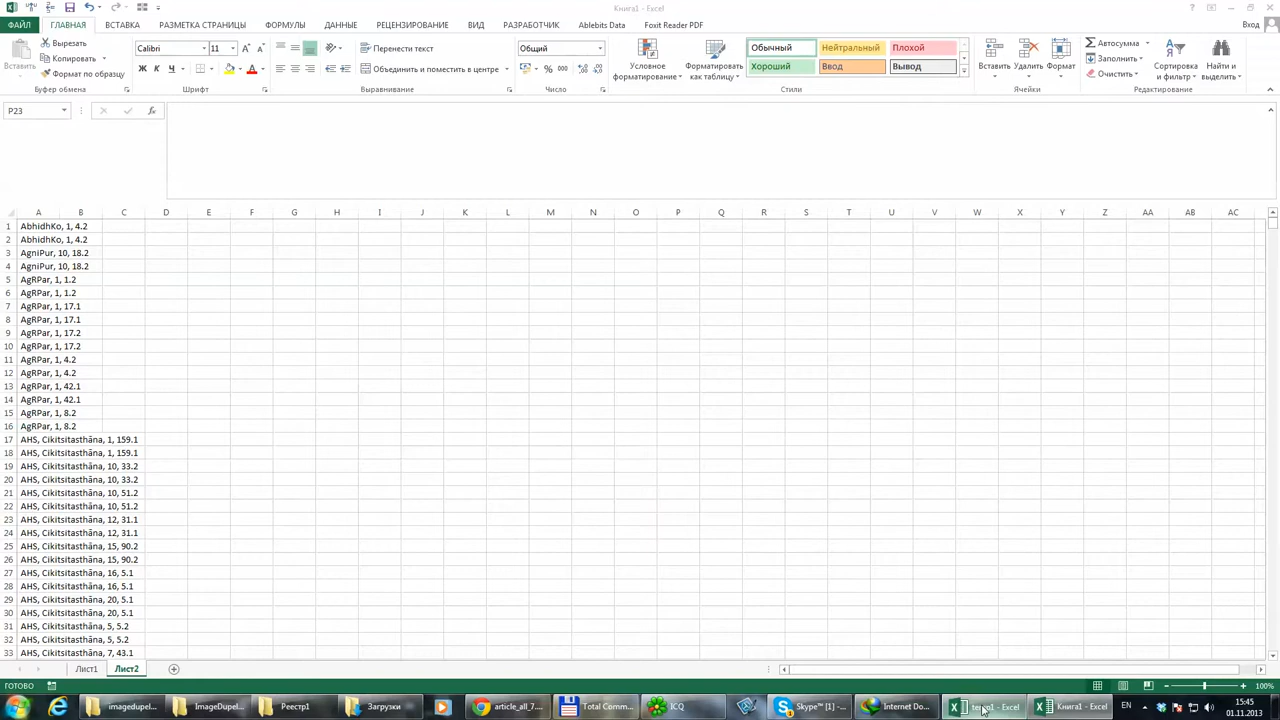 Книга1 - Excel
ФАЙЛ ГЛАВНАЯ ВСТАВКА РАЗМЕТКА СТРАНИЦЫ ФОРМУЛЫ ДАННЫЕ РЕЦЕНЗИРОВАНИЕ ВИД РАЗРАБОТЧИК Ablebits Data Foxit Reader PDF Вход
Вставить Вырезать Копировать Формат по образцу
Буфер обмена
Calibri 11
Ж К Ч
Шрифт
Перенести текст
Объединить и поместить в центре
Выравнивание
Общий
% 000
Число
Условное форматирование Форматировать как таблицу
Обычный Нейтральный Плохой
Хороший Ввод Вывод
Стили
Вставить Удалить Формат
Ячейки
Автосумма Заполнить Очистить Сортировка и фильтр Найти и выделить
Редактирование
P23 fx
A B C D E F G H I J K L M N O P Q R S T U V W X Y Z AA AB AC
1 AbhidhKo, 1, 4.2
2 AbhidhKo, 1, 4.2
3 AgniPur, 10, 18.2
4 AgniPur, 10, 18.2
5 AgRPar, 1, 1.2
6 AgRPar, 1, 1.2
7 AgRPar, 1, 17.1
8 AgRPar, 1, 17.1
9 AgRPar, 1, 17.2
10 AgRPar, 1, 17.2
11 AgRPar, 1, 4.2
12 AgRPar, 1, 4.2
13 AgRPar, 1, 42.1
14 AgRPar, 1, 42.1
15 AgRPar, 1, 8.2
16 AgRPar, 1, 8.2
17 AHS, Cikitsitasthāna, 1, 159.1
18 AHS, Cikitsitasthāna, 1, 159.1
19 AHS, Cikitsitasthāna, 10, 33.2
20 AHS, Cikitsitasthāna, 10, 33.2
21 AHS, Cikitsitasthāna, 10, 51.2
22 AHS, Cikitsitasthāna, 10, 51.2
23 AHS, Cikitsitasthāna, 12, 31.1
24 AHS, Cikitsitasthāna, 12, 31.1
25 AHS, Cikitsitasthāna, 15, 90.2
26 AHS, Cikitsitasthāna, 15, 90.2
27 AHS, Cikitsitasthāna, 16, 5.1
28 AHS, Cikitsitasthāna, 16, 5.1
29 AHS, Cikitsitasthāna, 20, 5.1
30 AHS, Cikitsitasthāna, 20, 5.1
31 AHS, Cikitsitasthāna, 5, 5.2
32 AHS, Cikitsitasthāna, 5, 5.2
33 AHS, Cikitsitasthāna, 7, 43.1
Лист1 Лист2
ГОТОВО 100%
imagedupel... ImageDupel... Реестр1 Загрузки article_all_7... Total Comm... ICQ Skype™ [1] -... Internet Do... - Excel Книга1 - Excel EN 15:45
01.11.2013